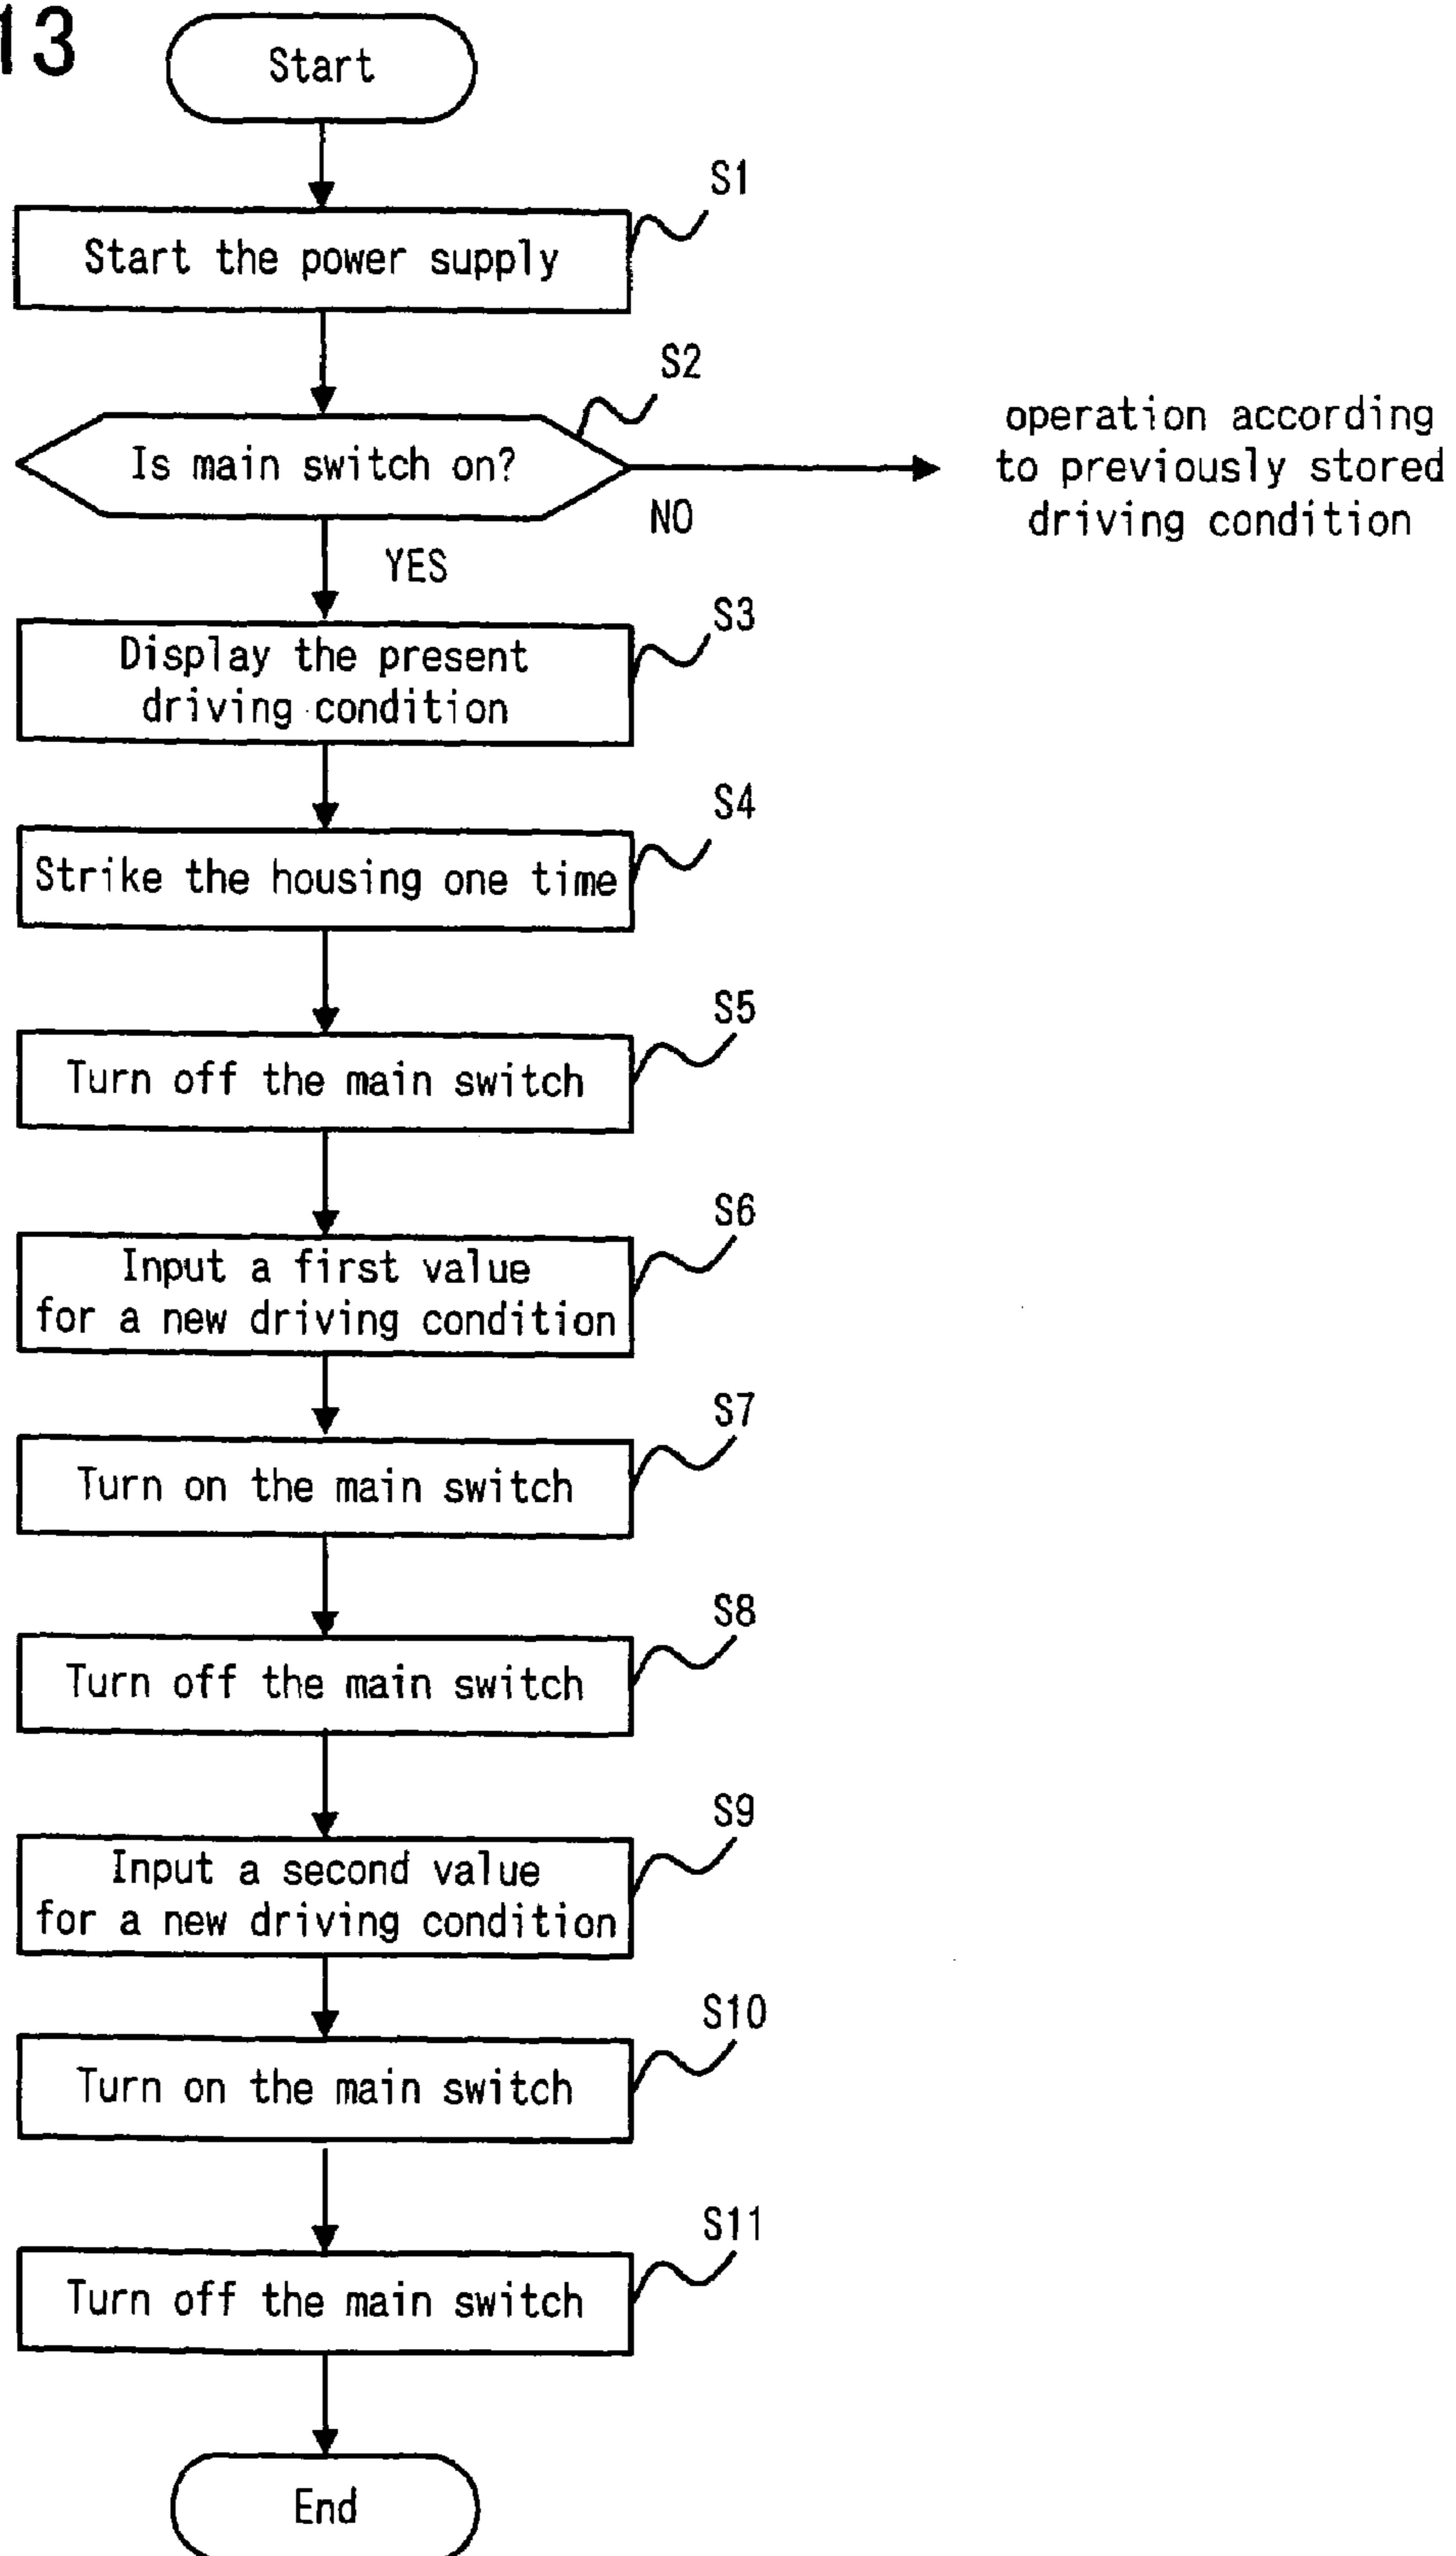 13
Start
S1
Start the power supply
S2
Is main switch on?
operation according
to previously stored
driving condition
NO
YES
S3
Display the present
driving condition
S4
Strike the housing one time
S5
Turn off the main switch
S6
Input a first value
for a new driving condition
S7
Turn on the main switch
S8
Turn off the main switch
S9
Input a second value
for a new driving condition
S10
Turn on the main switch
S11
Turn off the main switch
End